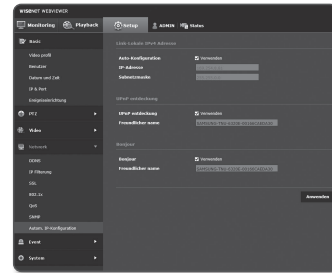 WISENET WEBVIEWER
Monitoring
Playback
Setup
ADMIN
Status
Basic
Video profil
Benutzer
Datum und Zeit
IP & Port
Ereigniseinrichtung
PTZ
Video
Network
DDNS
IP Filterung
SSL
802.1x
QoS
SNMP
Autom. IP-Konfiguration
Event
System
Link-Lokale IPv4 Adresse
Auto-Konfiguration
Verwenden
IP-Adresse
Subnetzmaske
UPnP entdeckung
UPnP entdeckung
Verwenden
Freundlicher name
Bonjour
Bonjour
Verwenden
Freundlicher name
Anwenden